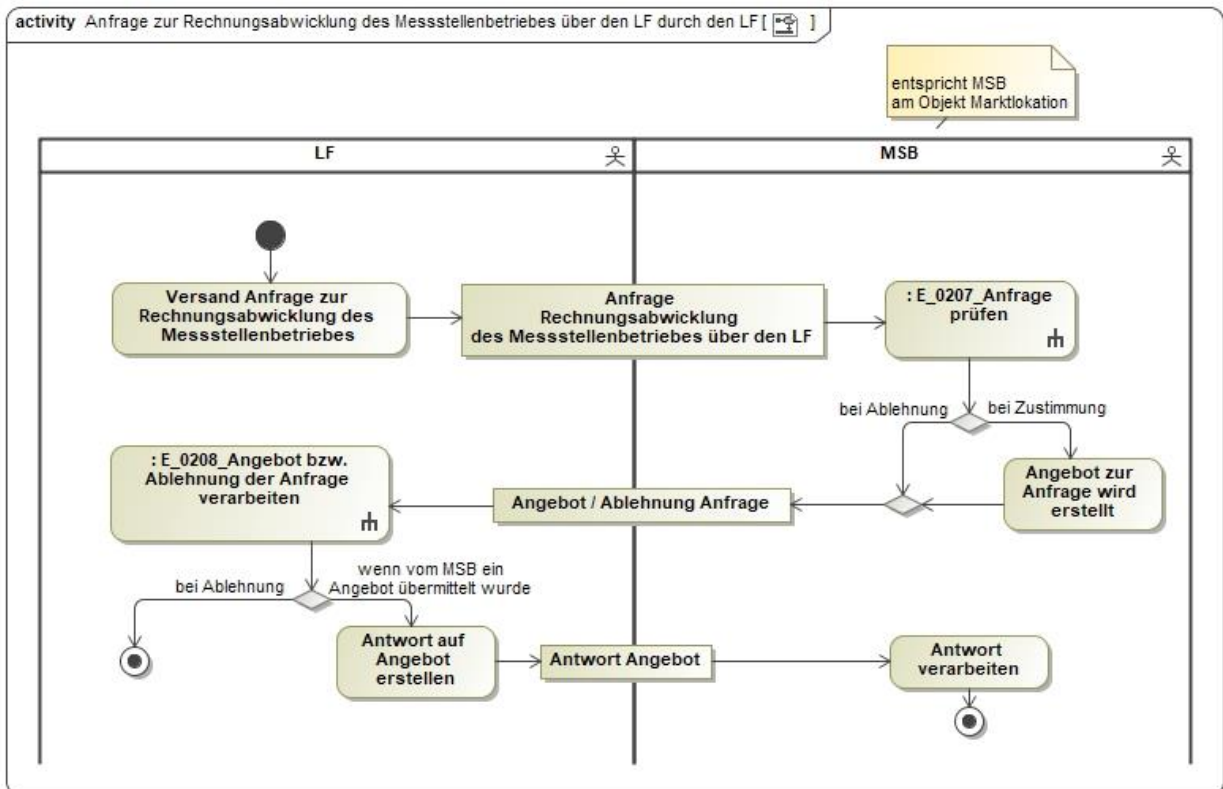 activity Anfrage zur Rechnungsabwicklung des Messstellenbetriebes über den LF durch den LF [ ]
entspricht MSB
am Objekt Marktlokation
LF
MSB
Versand Anfrage zur
Rechnungsabwicklung des
Messstellenbetriebes
Anfrage
Rechnungsabwicklung
des Messstellenbetriebes über den LF
: E_0207_Anfrage
prüfen
bei Ablehnung
bei Zustimmung
Angebot zur
Anfrage wird
erstellt
Angebot / Ablehnung Anfrage
: E_0208_Angebot bzw.
Ablehnung der Anfrage
verarbeiten
bei Ablehnung
wenn vom MSB ein
Angebot übermittelt wurde
Antwort auf
Angebot
erstellen
Antwort Angebot
Antwort
verarbeiten